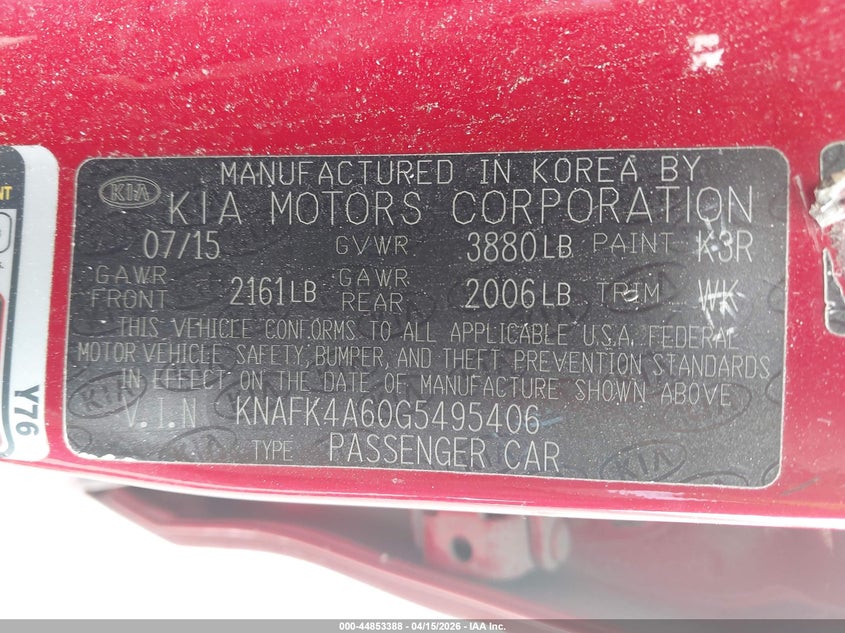 MANUFACTURED IN KOREA BY
KIA KIA MOTORS CORPORATION
07/15 GVWR 3880LB PAINT K3R
GAWR FRONT 2161LB GAWR REAR 2006LB TRIM WK
THIS VEHICLE CONFORMS TO ALL APPLICABLE U.S.A. FEDERAL
MOTOR VEHICLE SAFETY, BUMPER, AND THEFT PREVENTION STANDARDS
IN EFFECT ON THE DATE OF MANUFACTURE SHOWN ABOVE
V.I.N KNAFK4A60G5495406
TYPE PASSENGER CAR
Y76
000-44853388 - 04/15/2026 - IAA Inc.